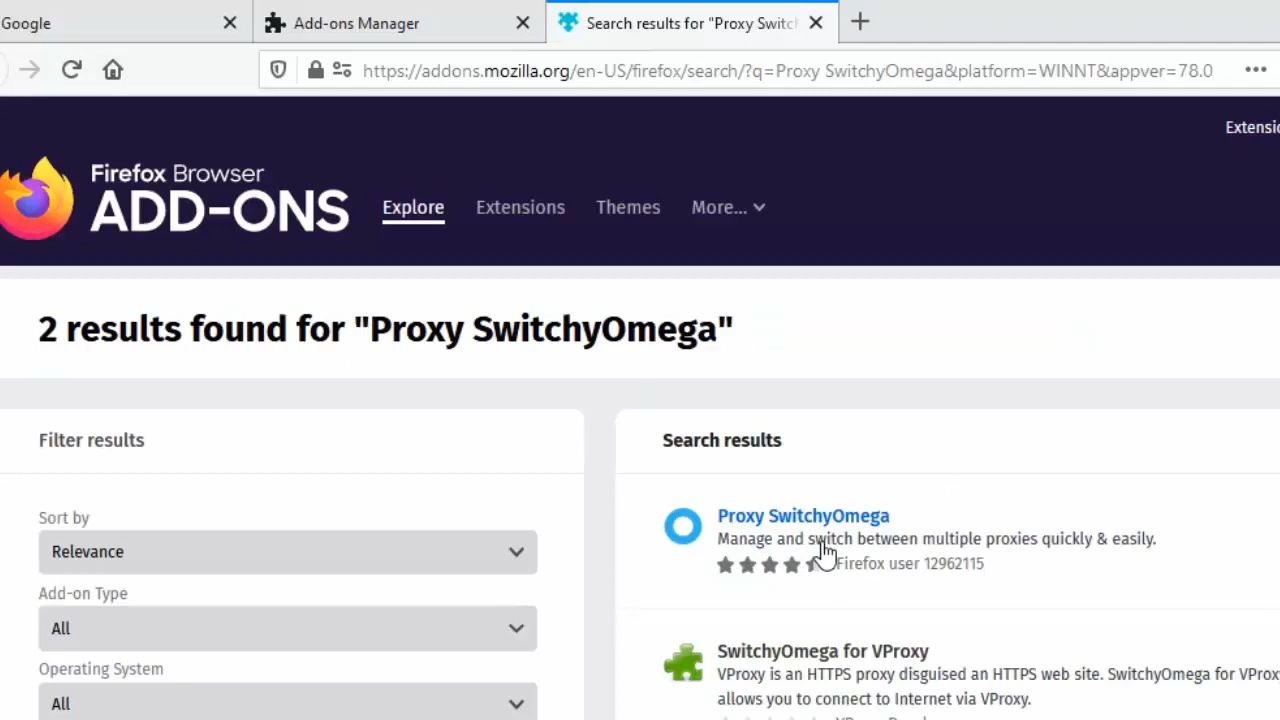 Google
Add-ons Manager
Search results for "Proxy Switc
https://addons.mozilla.org/en-US/firefox/search/?q=Proxy SwitchyOmega&platform=WINNT&appver=78.0
Extensio
Firefox Browser
ADD-ONS
Explore
Extensions
Themes
More...
2 results found for "Proxy SwitchyOmega"
Filter results
Sort by
Relevance
Add-on Type
All
Operating System
All
Search results
Proxy SwitchyOmega
Manage and switch between multiple proxies quickly & easily.
Firefox user 12962115
SwitchyOmega for VProxy
VProxy is an HTTPS proxy disguised an HTTPS web site. SwitchyOmega for VProxy
allows you to connect to Internet via VProxy.